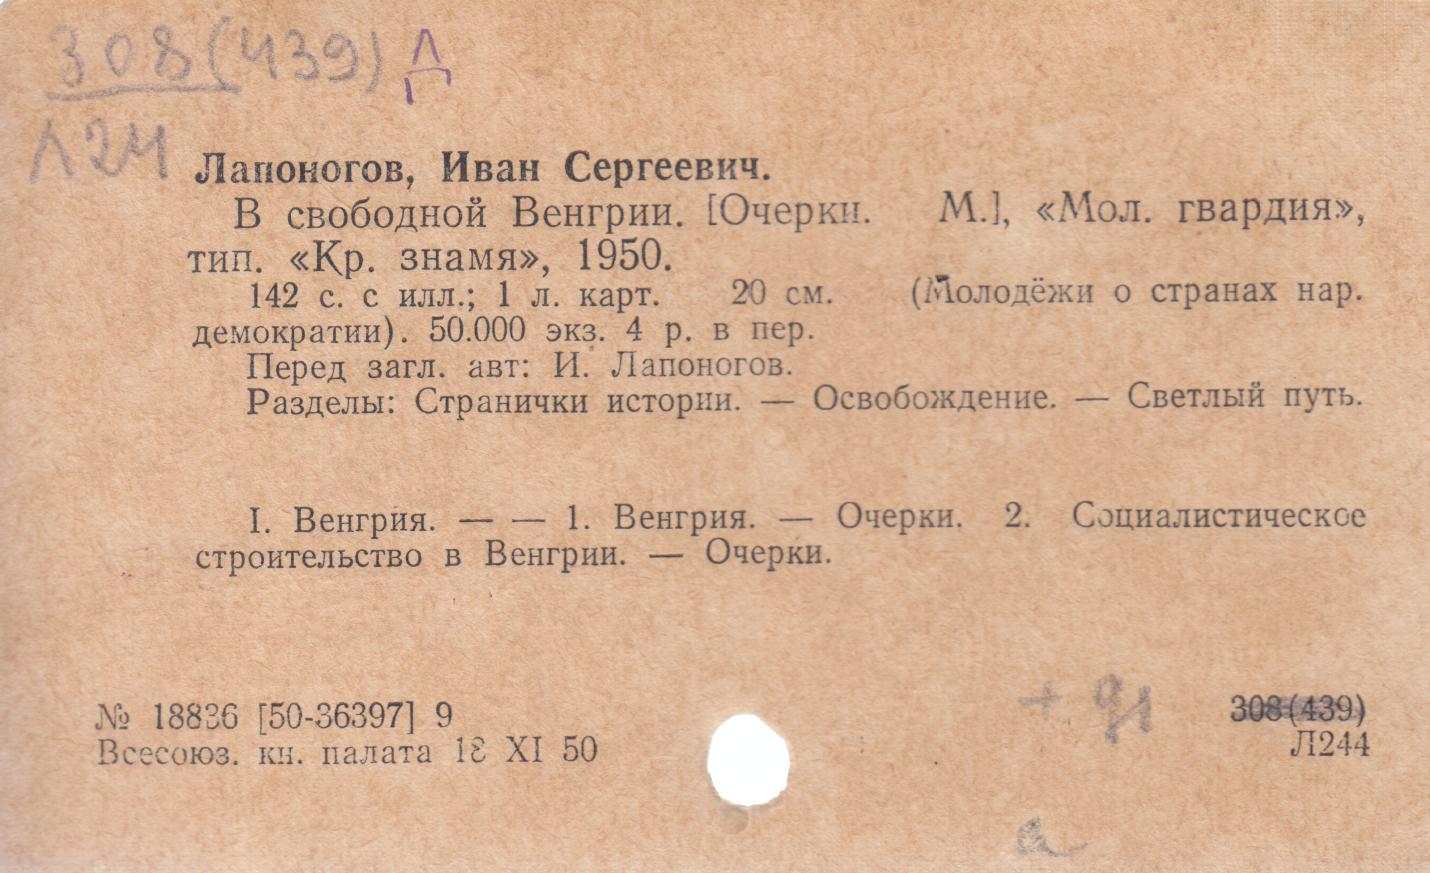 308(439)
Л24
Лапоногов, Иван Сергеевич.
В свободной Венгрии. [Очерки. М.], «Мол. гвардия»,
тип. «Кр. знамя», 1950.
142 с. с илл.; 1 л. карт. 20 см. (Молодёжи о странах нар.
демократии). 50.000 экз. 4 р. в пер.
Перед загл. авт: И. Лапоногов.
Разделы: Странички истории. — Освобождение. — Светлый путь.
I. Венгрия. — — 1. Венгрия. — Очерки. 2. Социалистическое
строительство в Венгрии. — Очерки.
№ 18836 [50-36397] 9
308(439)
Всесоюз. кн. палата 18 XI 50
Л244